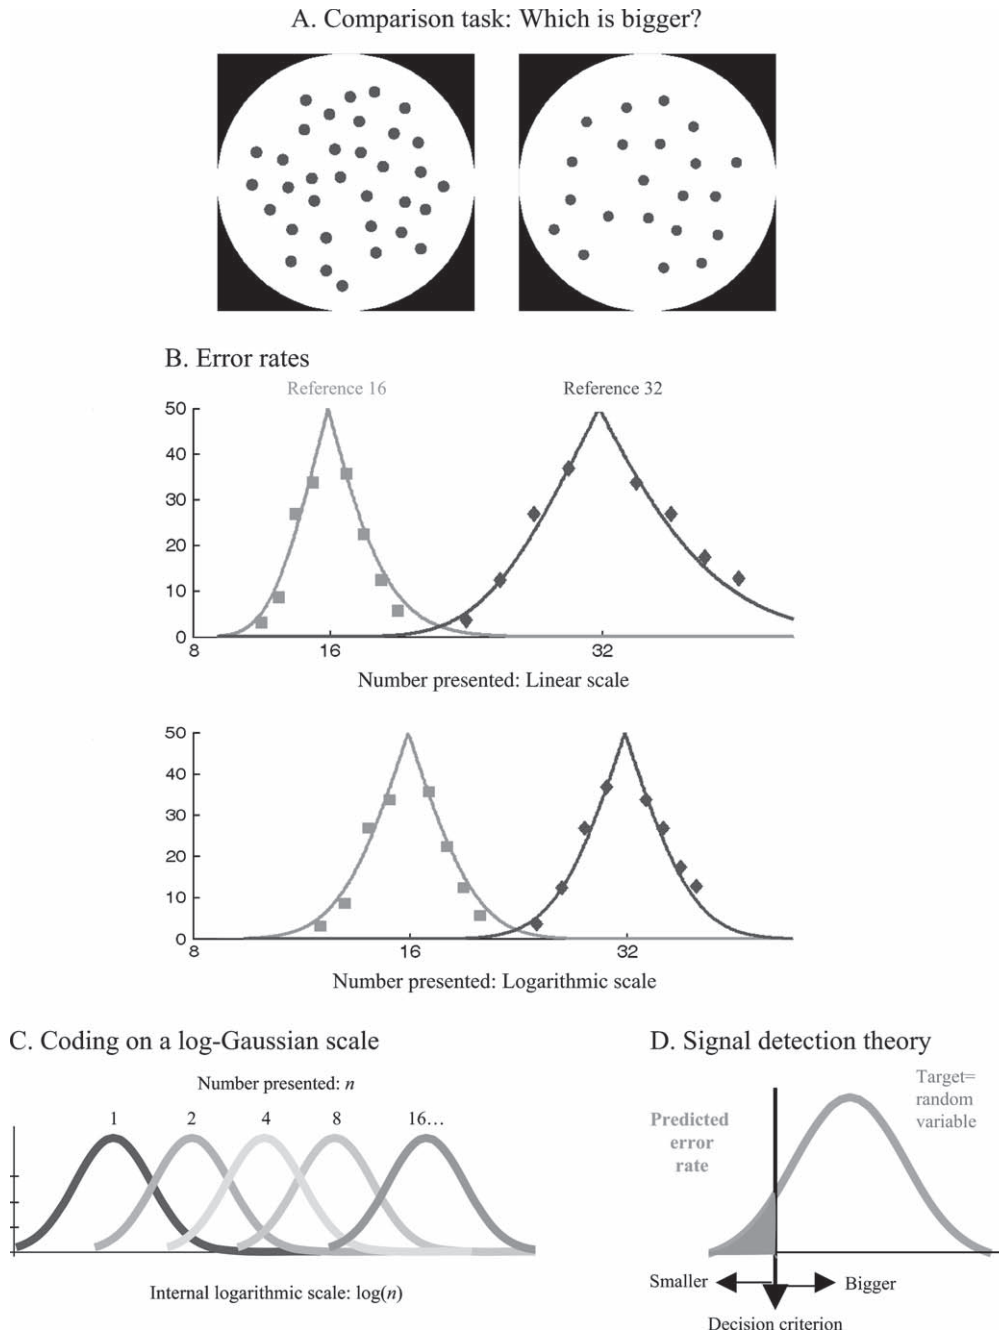 A. Comparison task: Which is bigger?
B. Error rates
Reference 16 Reference 32
50
40
30
20
10
0
8 16 32
Number presented: Linear scale
50
40
30
20
10
0
8 16 32
Number presented: Logarithmic scale
C. Coding on a log-Gaussian scale
Number presented: n
1 2 4 8 16...
Internal logarithmic scale: log(n)
D. Signal detection theory
Target=
random
variable
Predicted
error
rate
Smaller Bigger
Decision criterion